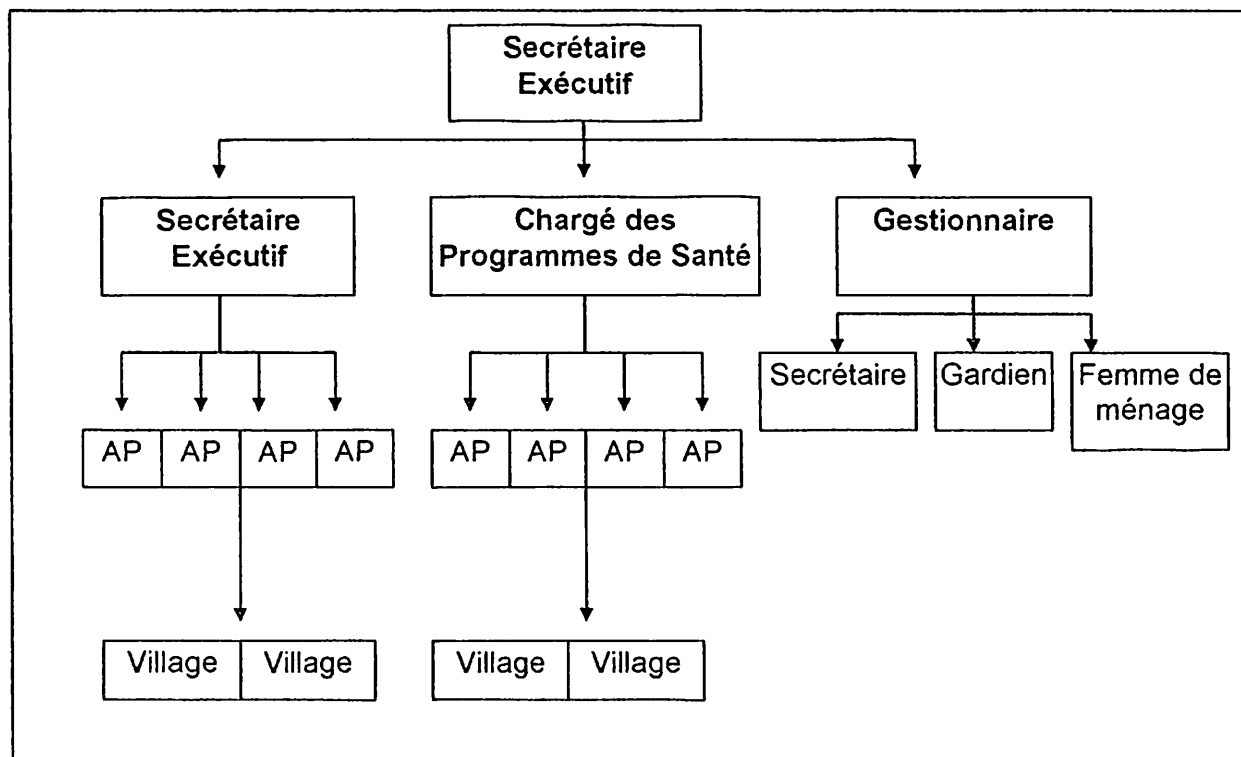 Secrétaire
Exécutif
Secrétaire
Exécutif
Chargé des
Programmes de Santé
Gestionnaire
Secrétaire
Gardien
Femme de
ménage
AP AP AP AP
AP AP AP AP
Village Village
Village Village